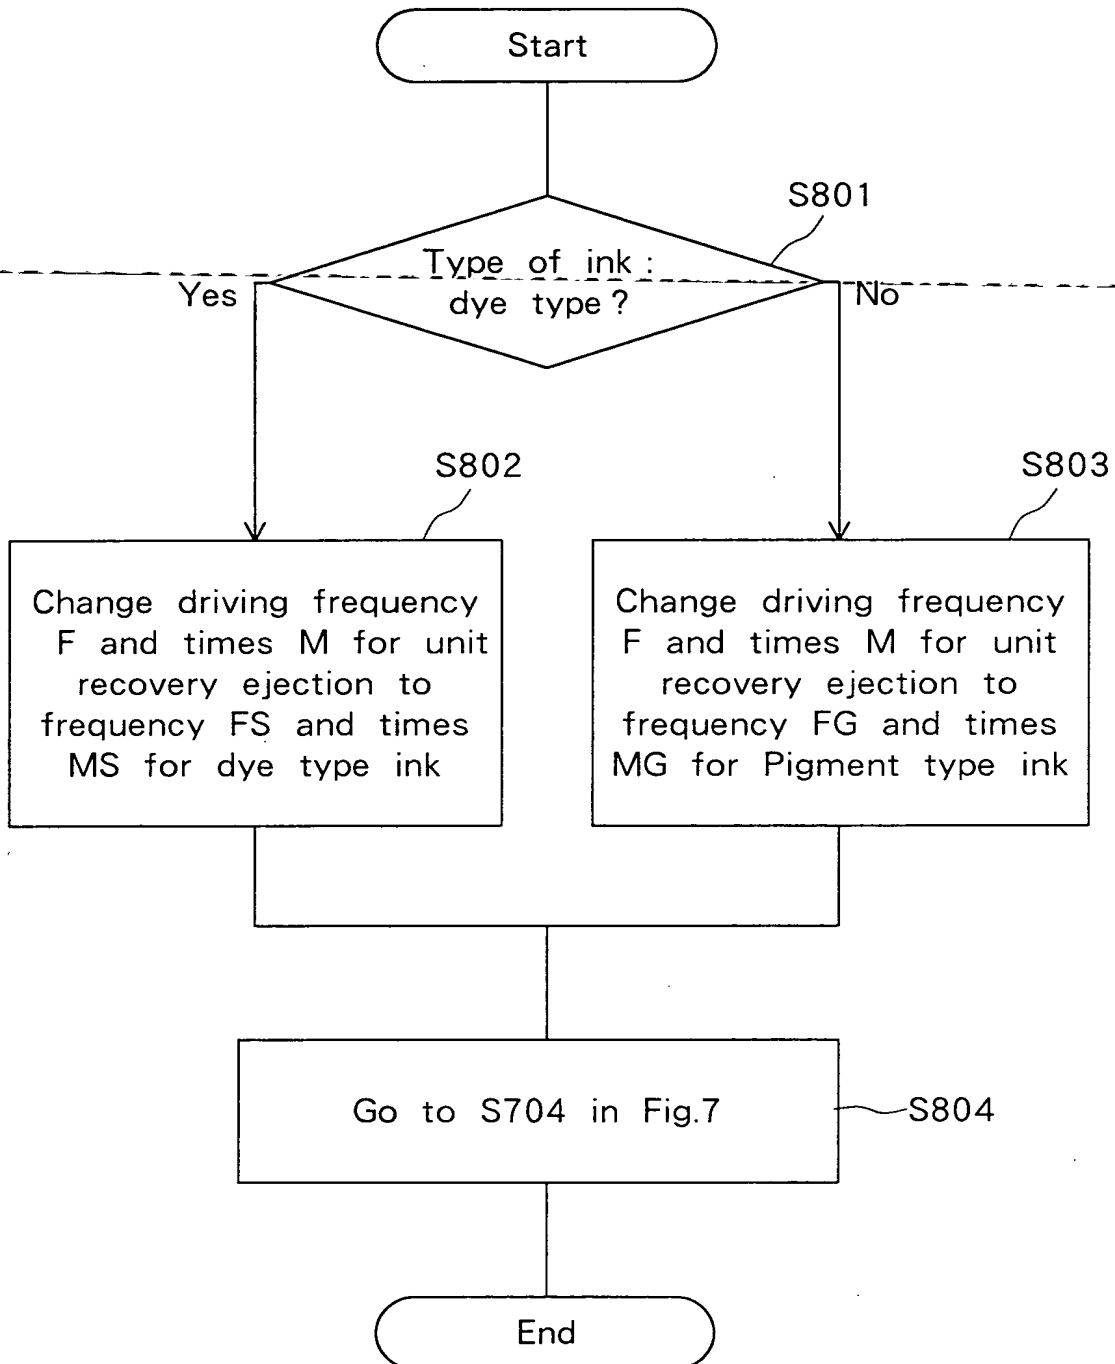 Start
S801
Type of ink :
dye type ?
Yes
No
S802
S803
Change driving frequency
F and times M for unit
recovery ejection to
frequency FS and times
MS for dye type ink
Change driving frequency
F and times M for unit
recovery ejection to
frequency FG and times
MG for Pigment type ink
Go to S704 in Fig.7
S804
End